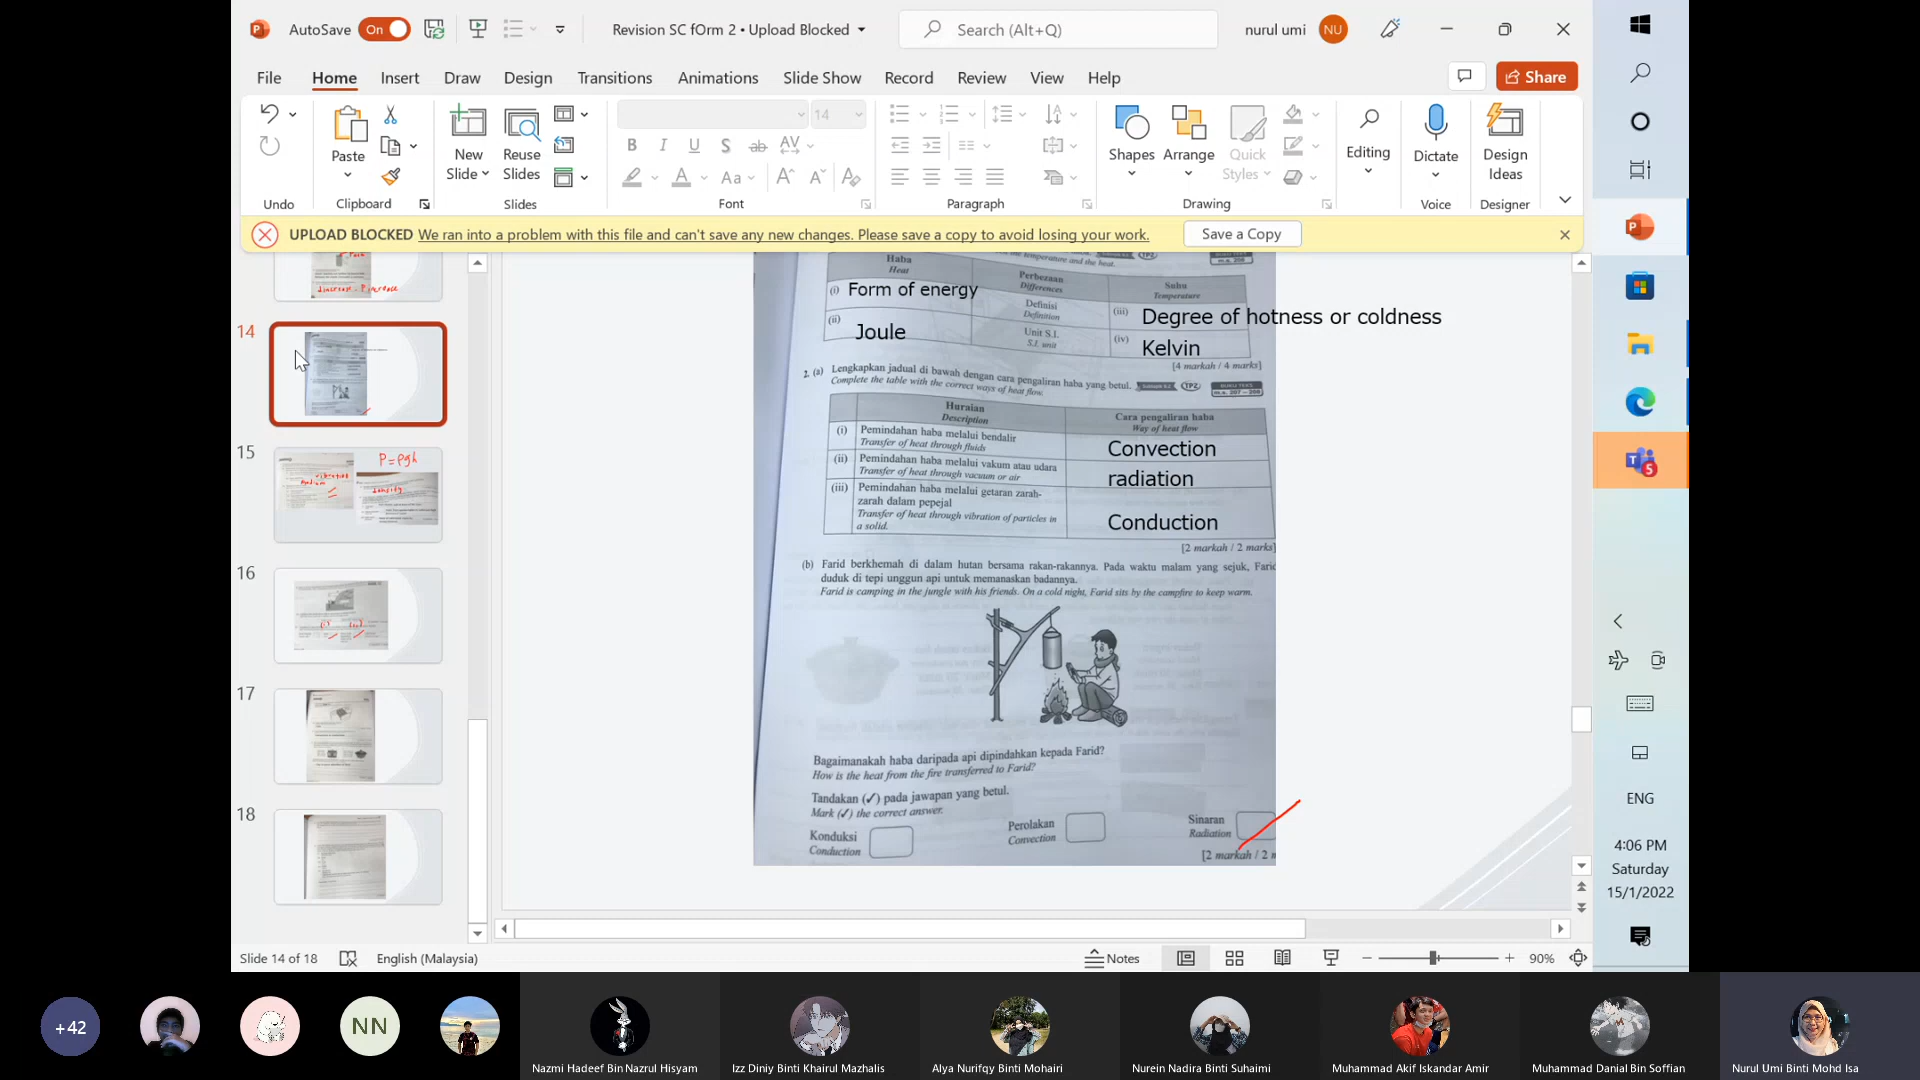 AutoSave On
Revision SC fOrm 2 • Upload Blocked
Search (Alt+Q)
nurul umi NU
File Home Insert Draw Design Transitions Animations Slide Show Record Review View Help Share
Undo
Paste
Clipboard
New Slide
Reuse Slides
Slides
14
B I U S ab AV
Aa
Font
Paragraph
Shapes Arrange Quick Styles
Drawing
Editing
Dictate
Voice
Design Ideas
Designer
UPLOAD BLOCKED We ran into a problem with this file and can't save any new changes. Please save a copy to avoid losing your work. Save a Copy
14
15
P=ρgh
16
17
18
Haba
Heat
Perbezaan
Differences
Suhu
Temperature
(i) Form of energy
Definisi
Definition
(iii) Degree of hotness or coldness
(ii) Joule
Unit S.I.
S.I. unit
(iv) Kelvin
[4 markah / 4 marks]
2. (a) Lengkapkan jadual di bawah dengan cara pengaliran haba yang betul. TP2
Complete the table with the correct ways of heat flow.
Huraian
Description
Cara pengaliran haba
Way of heat flow
(i) Pemindahan haba melalui bendalir
Transfer of heat through fluids
Convection
(ii) Pemindahan haba melalui vakum atau udara
Transfer of heat through vacuum or air
radiation
(iii) Pemindahan haba melalui getaran zarah-
zarah dalam pepejal
Transfer of heat through vibration of particles in
a solid.
Conduction
[2 markah / 2 marks]
(b) Farid berkhemah di dalam hutan bersama rakan-rakannya. Pada waktu malam yang sejuk, Farid
duduk di tepi unggun api untuk memanaskan badannya.
Farid is camping in the jungle with his friends. On a cold night, Farid sits by the campfire to keep warm.
Bagaimanakah haba daripada api dipindahkan kepada Farid?
How is the heat from the fire transferred to Farid?
Tandakan (✓) pada jawapan yang betul.
Mark (✓) the correct answer.
Konduksi
Conduction
Perolakan
Convection
Sinaran
Radiation
[2 markah / 2 m
Slide 14 of 18 English (Malaysia) Notes 90%
5
ENG
4:06 PM
Saturday
15/1/2022
+42
NN
Nazmi Hadeef Bin Nazrul Hisyam
Izz Diniy Binti Khairul Mazhalis
Alya Nurifqy Binti Mohairi
Nurein Nadira Binti Suhaimi
Muhammad Akif Iskandar Amir
Muhammad Danial Bin Soffian
Nurul Umi Binti Mohd Isa